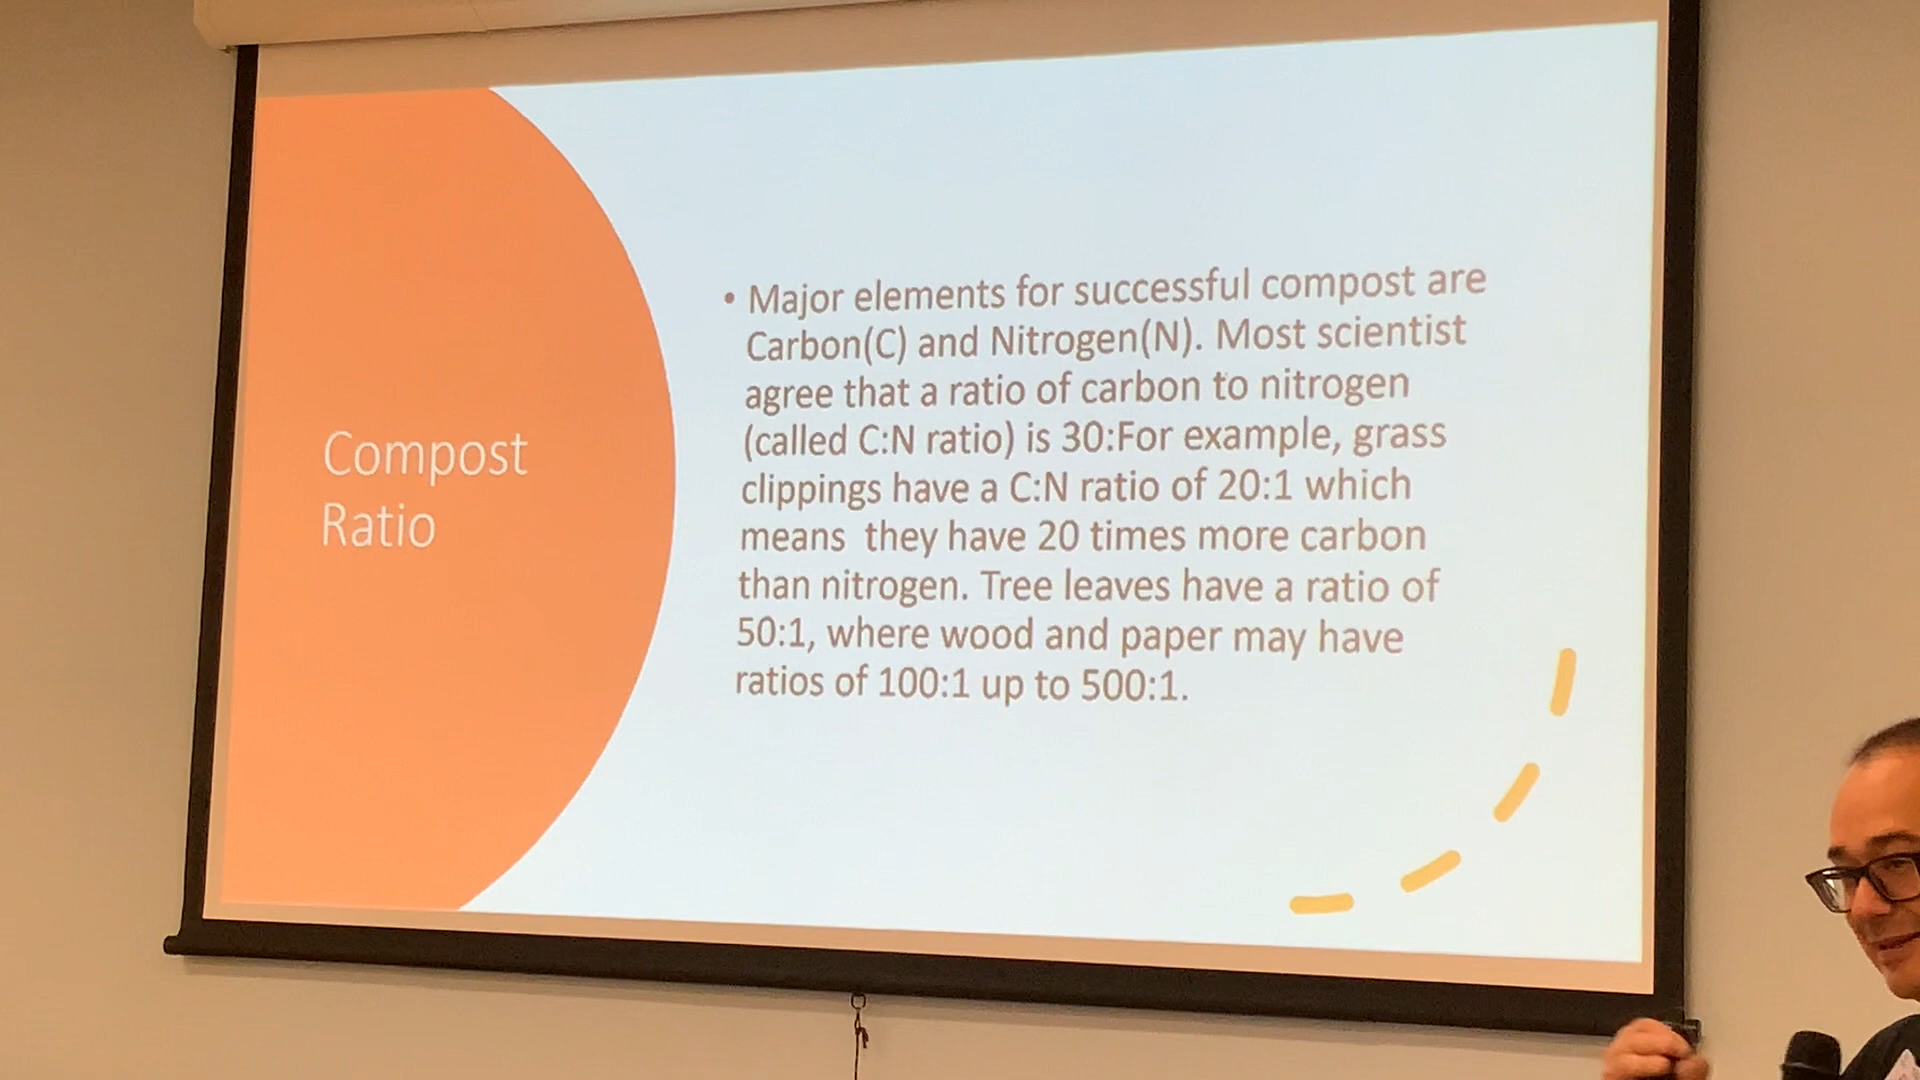 Compost
Ratio
• Major elements for successful compost are
Carbon(C) and Nitrogen(N). Most scientist
agree that a ratio of carbon to nitrogen
(called C:N ratio) is 30:For example, grass
clippings have a C:N ratio of 20:1 which
means  they have 20 times more carbon
than nitrogen. Tree leaves have a ratio of
50:1, where wood and paper may have
ratios of 100:1 up to 500:1.